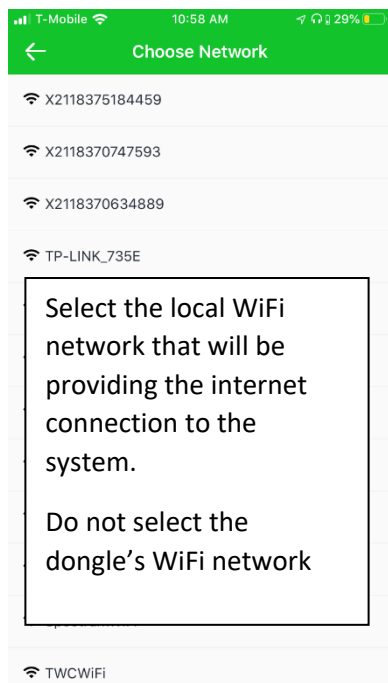 T-Mobile 10:58 AM 29%
Choose Network
X2118375184459
X2118370747593
X2118370634889
TP-LINK_735E
Select the local WiFi
network that will be
providing the internet
connection to the
system.
Do not select the
dongle’s WiFi network
TWCWiFi